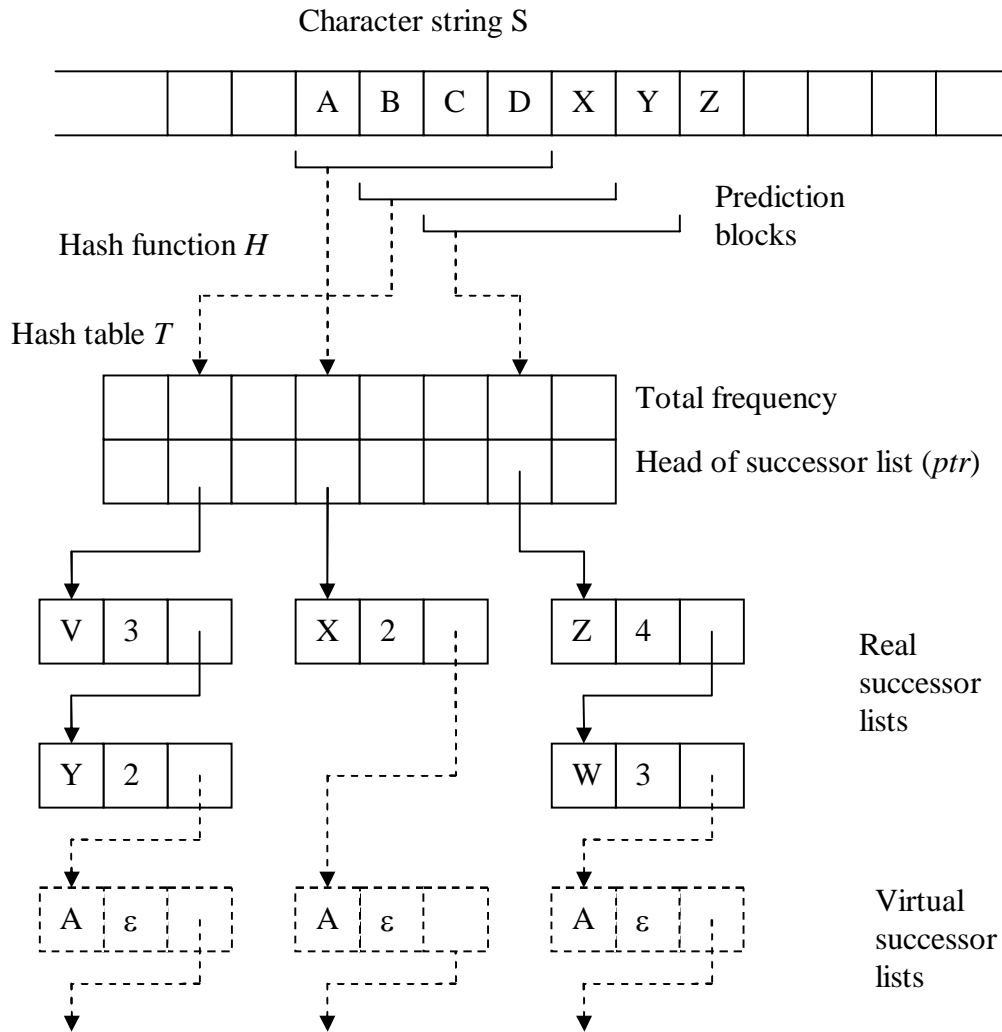 Character string S
A B C D X Y Z
Prediction
blocks
Hash function H
Hash table T
Total frequency
Head of successor list (ptr)
V 3 X 2 Z 4
Real
successor
lists
Y 2 W 3
A ε A ε A ε
Virtual
successor
lists